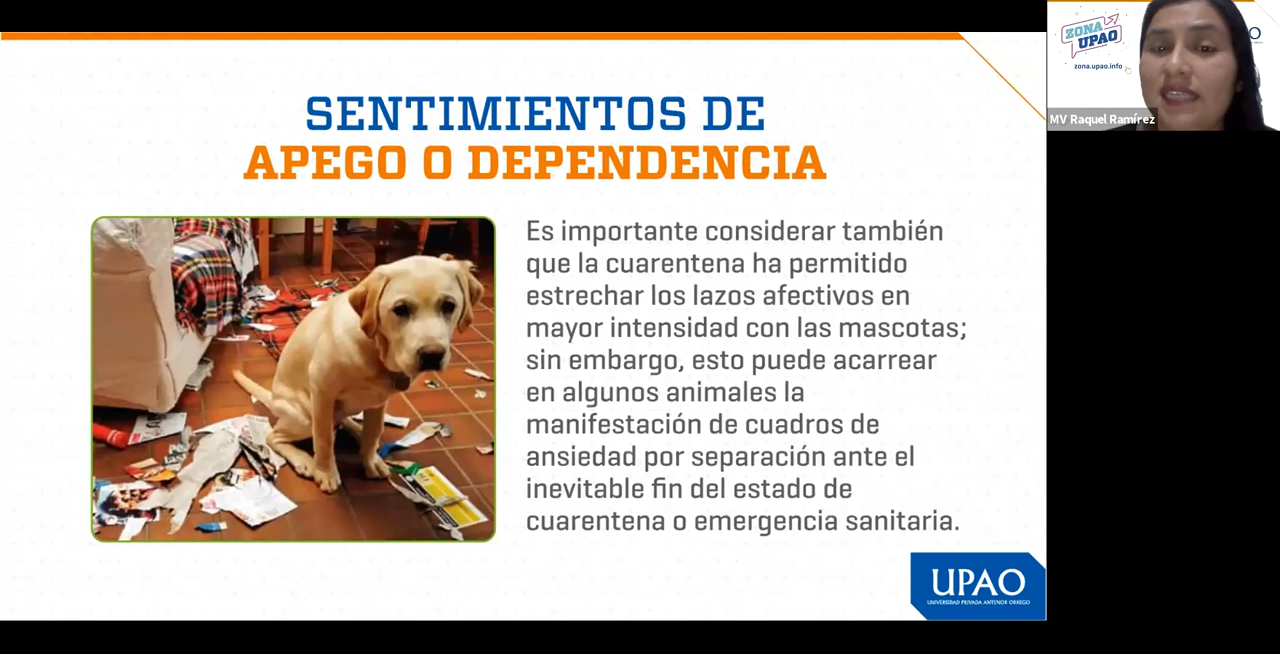 SENTIMIENTOS DE
APEGO O DEPENDENCIA
Es importante considerar también
que la cuarentena ha permitido
estrechar los lazos afectivos en
mayor intensidad con las mascotas;
sin embargo, esto puede acarrear
en algunos animales la
manifestación de cuadros de
ansiedad por separación ante el
inevitable fin del estado de
cuarentena o emergencia sanitaria.
UPAO
UNIVERSIDAD PRIVADA ANTENOR ORREGO
ZONA
UPAO
zona.upao.info
MV Raquel Ramírez